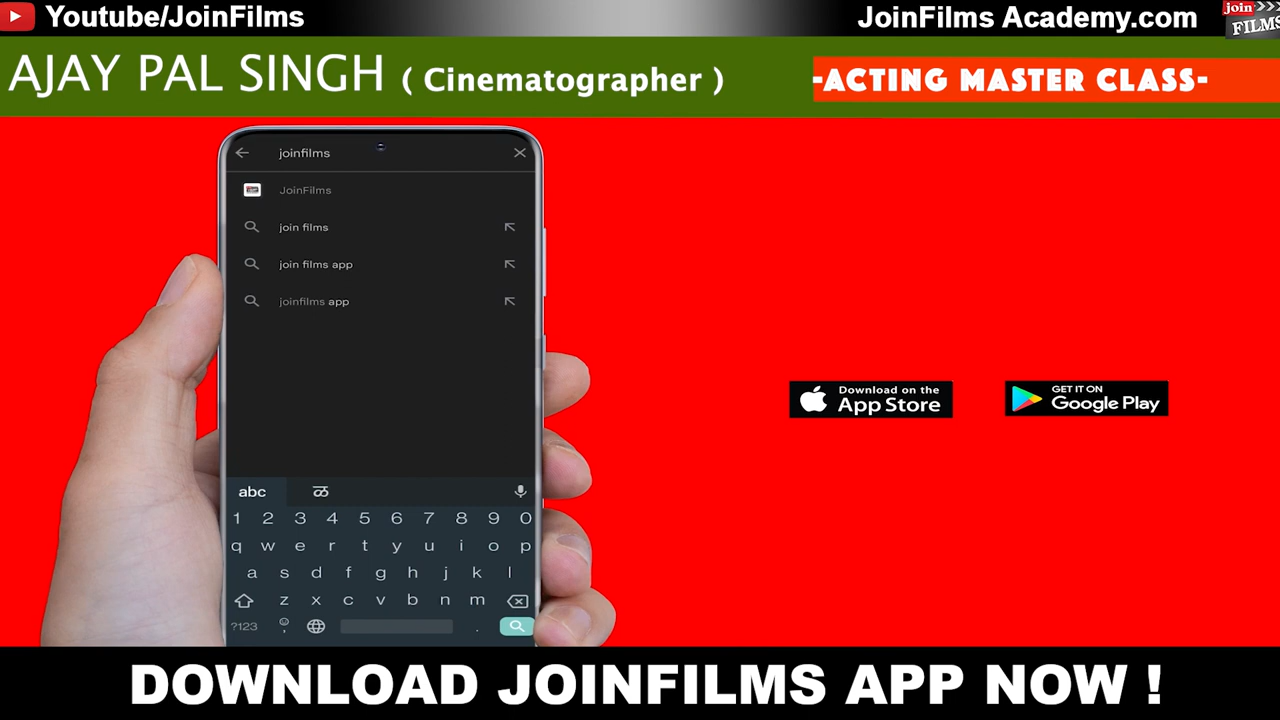 Youtube/JoinFilms
JoinFilms Academy.com
join
FILMS
AJAY PAL SINGH ( Cinematographer )
-ACTING MASTER CLASS-
joinfilms
JoinFilms
join films
join films app
joinfilms app
Download on the
App Store
GET IT ON
Google Play
abc
1 2 3 4 5 6 7 8 9 0
q w e r t y u i o p
a s d f g h j k l
z x c v b n m
?123 , .
DOWNLOAD JOINFILMS APP NOW !